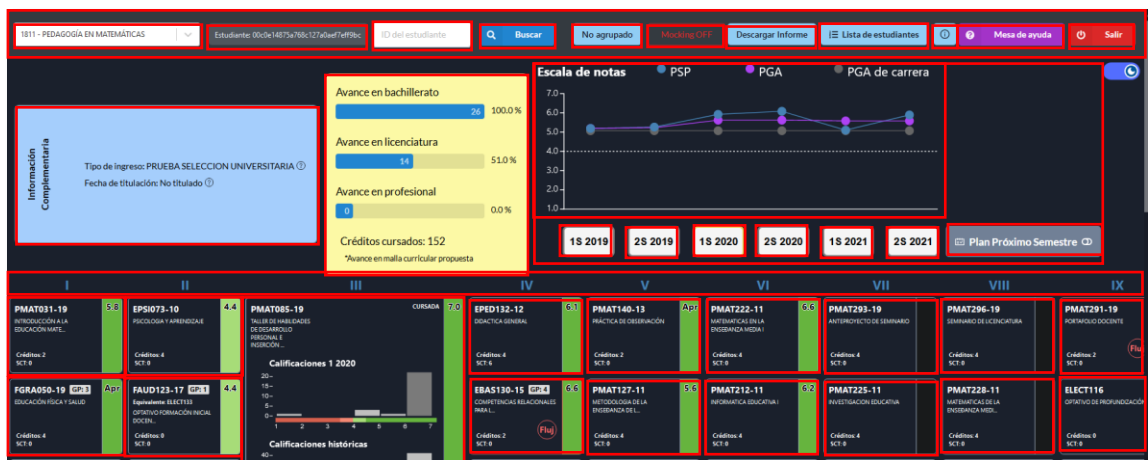 1811 - PEDAGOGÍA EN MATEMÁTICAS
Estudiante: 00c0e14875a768c127a0aef7eff9bc
ID del estudiante
Buscar
No agrupado
Mocking OFF
Descargar Informe
Lista de estudiantes
Mesa de ayuda
Salir
Información
Complementaria
Tipo de ingreso: PRUEBA SELECCION UNIVERSITARIA
Fecha de titulación: No titulado
Avance en bachillerato
26 100.0 %
Avance en licenciatura
14 51.0 %
Avance en profesional
0 0.0 %
Créditos cursados: 152
*Avance en malla curricular propuesta
Escala de notas PSP PGA PGA de carrera
7.0
6.0
5.0
4.0
3.0
2.0
1.0
1S 2019 2S 2019 1S 2020 2S 2020 1S 2021 2S 2021 Plan Próximo Semestre
I II III IV V VI VII VIII IX
PMAT031-19 5.8
INTRODUCCIÓN A LA
EDUCACIÓN MATE...
Créditos: 2
SCT: 0
EPSI073-10 4.4
PSICOLOGIA Y APRENDIZAJE
Créditos: 4
SCT: 0
PMAT085-19 CURSADA 7.0
TALLER DE HABILIDADES
DE DESARROLLO
PERSONAL E
INSERCIÓN ...
Calificaciones 1 2020
20
15
10
5
0
1 2 3 4 5 6 7
Calificaciones históricas
40
EPED132-12 6.1
DIDACTICA GENERAL
Créditos: 4
SCT: 6
PMAT140-13 Apr
PRÁCTICA DE OBSERVACIÓN
Créditos: 2
SCT: 0
PMAT222-11 6.6
MATEMATICAS EN LA
ENSEÑANZA MEDIA I
Créditos: 4
SCT: 0
PMAT293-19
ANTEPROYECTO DE SEMINARIO
Créditos: 4
SCT: 0
PMAT296-19
SEMINARIO DE LICENCIATURA
Créditos: 4
SCT: 0
PMAT291-19
PORTAFOLIO DOCENTE
Créditos: 2
SCT: 0
Flu
FGRA050-19 GP: 3 Apr
EDUCACIÓN FÍSICA Y SALUD
Créditos: 4
SCT: 0
FAUD123-17 GP: 1 4.4
Equivalente: ELECT133
OPTATIVO FORMACIÓN INICIAL
DOCEN...
Créditos: 0
SCT: 0
EBAS130-15 GP: 4 6.6
COMPETENCIAS RELACIONALES
PARA L...
Créditos: 2
SCT: 0
Fluj
PMAT127-11 5.6
METODOLOGIA DE LA
ENSEÑANZA DE L...
Créditos: 4
SCT: 0
PMAT212-11 6.2
INFORMATICA EDUCATIVA I
Créditos: 4
SCT: 0
PMAT225-11
INVESTIGACION EDUCATIVA
Créditos: 4
SCT: 0
PMAT228-11
MATEMATICAS DE LA
ENSEÑANZA MEDI...
Créditos: 4
SCT: 0
ELECT116
OPTATIVO DE PROFUNDIZACIÓN
Créditos: 0
SCT: 0